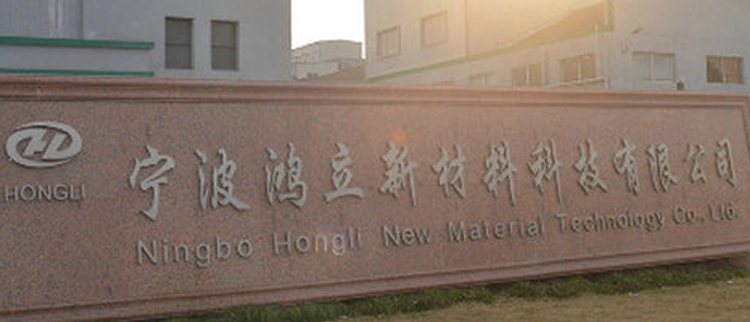 HONGLI
宁波鸿立新材料科技有限公司
Ningbo Hongli New Material Technology Co., Ltd.